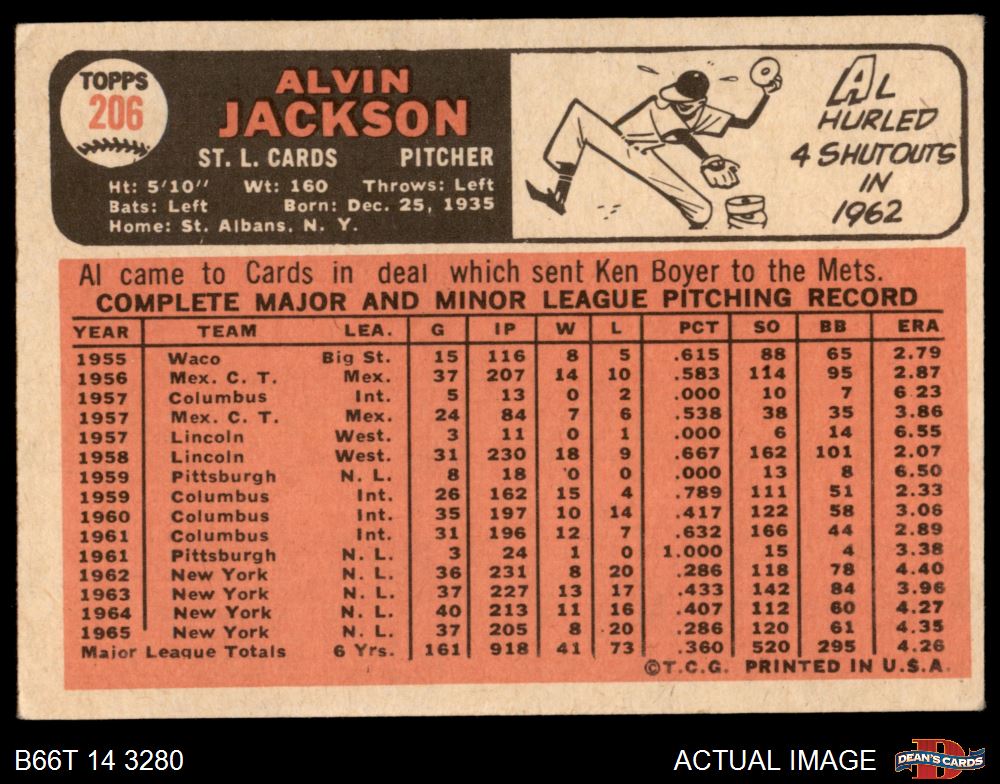 TOPPS
206
ALVIN
JACKSON
ST. L. CARDS PITCHER
Ht: 5'10" Wt: 160 Throws: Left
Bats: Left Born: Dec. 25, 1935
Home: St. Albans, N. Y.
AL
HURLED
4 SHUTOUTS
IN
1962
Al came to Cards in deal which sent Ken Boyer to the Mets.
COMPLETE MAJOR AND MINOR LEAGUE PITCHING RECORD
YEAR TEAM LEA. G IP W L PCT SO BB ERA
1955 Waco Big St. 15 116 8 5 .615 88 65 2.79
1956 Mex. C. T. Mex. 37 207 14 10 .583 114 95 2.87
1957 Columbus Int. 5 13 0 2 .000 10 7 6.23
1957 Mex. C. T. Mex. 24 84 7 6 .538 38 35 3.86
1957 Lincoln West. 3 11 0 1 .000 6 14 6.55
1958 Lincoln West. 31 230 18 9 .667 162 101 2.07
1959 Pittsburgh N. L. 8 18 0 0 .000 13 8 6.50
1959 Columbus Int. 26 162 15 4 .789 111 51 2.33
1960 Columbus Int. 35 197 10 14 .417 122 58 3.06
1961 Columbus Int. 31 196 12 7 .632 166 44 2.89
1961 Pittsburgh N. L. 3 24 1 0 1.000 15 4 3.38
1962 New York N. L. 36 231 8 20 .286 118 78 4.40
1963 New York N. L. 37 227 13 17 .433 142 84 3.96
1964 New York N. L. 40 213 11 16 .407 112 60 4.27
1965 New York N. L. 37 205 8 20 .286 120 61 4.35
Major League Totals 6 Yrs. 161 918 41 73 .360 520 295 4.26
©T.C.G. PRINTED IN U.S.A.
B66T 14 3280 ACTUAL IMAGE DEAN'S CARDS